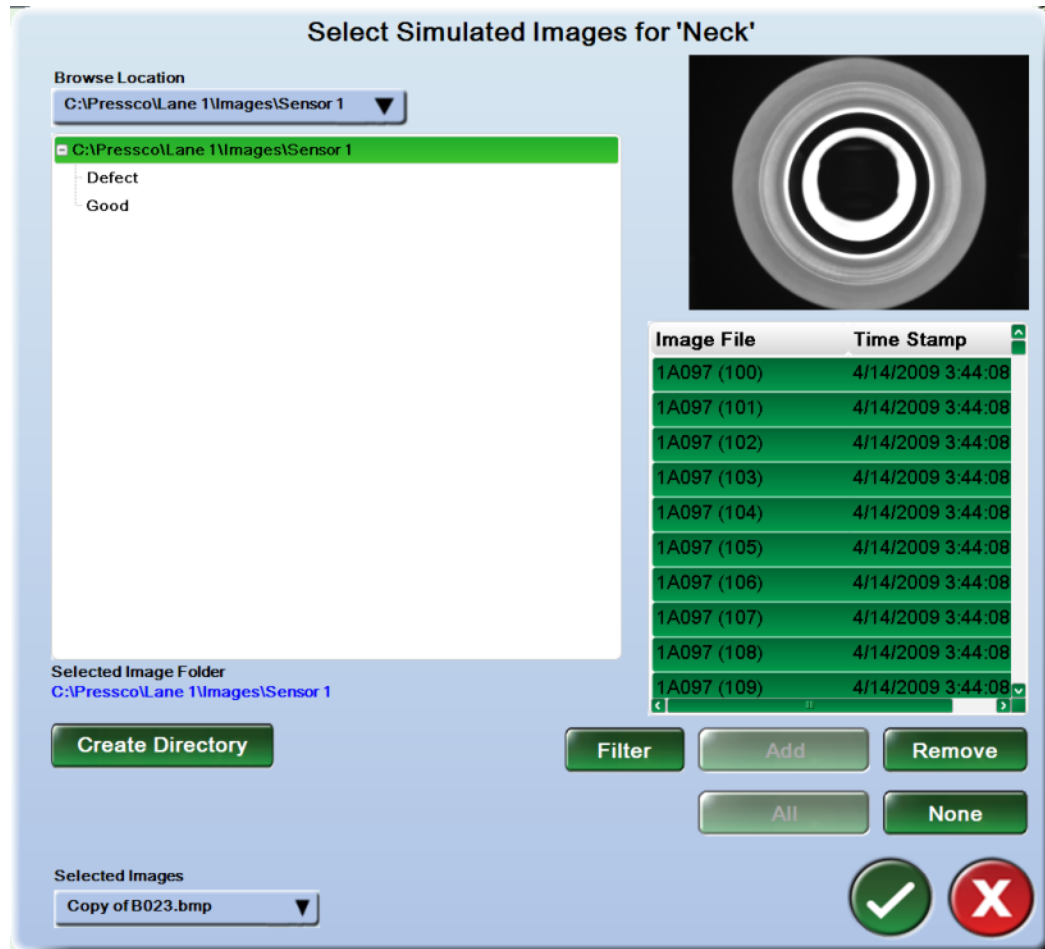 Select Simulated Images for 'Neck'
Browse Location
C:\Pressco\Lane 1\Images\Sensor 1
C:\Pressco\Lane 1\Images\Sensor 1
Defect
Good
Image File Time Stamp
1A097 (100) 4/14/2009 3:44:08
1A097 (101) 4/14/2009 3:44:08
1A097 (102) 4/14/2009 3:44:08
1A097 (103) 4/14/2009 3:44:08
1A097 (104) 4/14/2009 3:44:08
1A097 (105) 4/14/2009 3:44:08
1A097 (106) 4/14/2009 3:44:08
1A097 (107) 4/14/2009 3:44:08
1A097 (108) 4/14/2009 3:44:08
1A097 (109) 4/14/2009 3:44:08
Selected Image Folder
C:\Pressco\Lane 1\Images\Sensor 1
Create Directory
Filter Add Remove
All None
Selected Images
Copy of B023.bmp